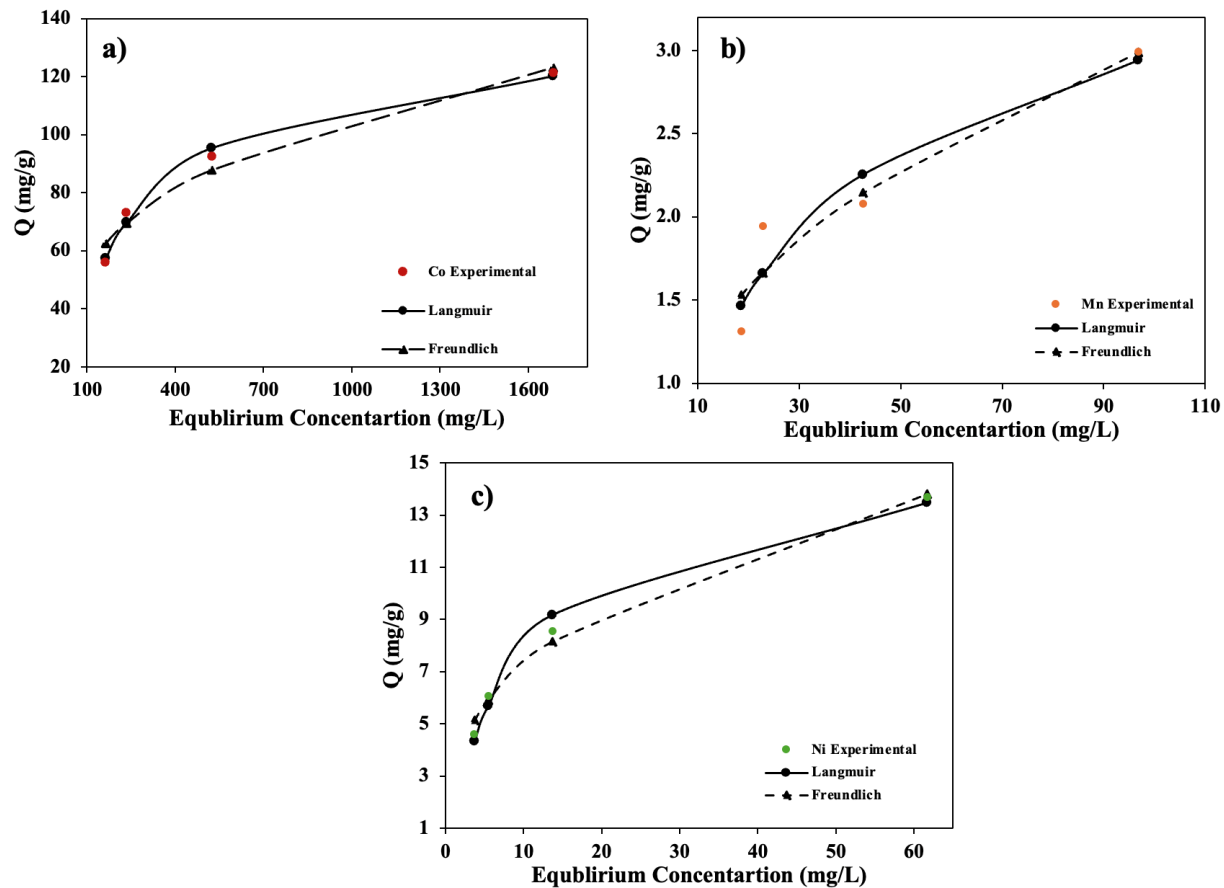 a)
140
120
100
80
60
40
20
Q (mg/g)
Co Experimental
Langmuir
Freundlich
100 400 700 1000 1300 1600
Equblirium Concentartion (mg/L)
b)
3.0
2.5
2.0
1.5
1.0
Q (mg/g)
Mn Experimental
Langmuir
Freundlich
10 30 50 70 90 110
Equblirium Concentartion (mg/L)
c)
15
13
11
9
7
5
3
1
Q (mg/g)
Ni Experimental
Langmuir
Freundlich
0 10 20 30 40 50 60
Equblirium Concentartion (mg/L)